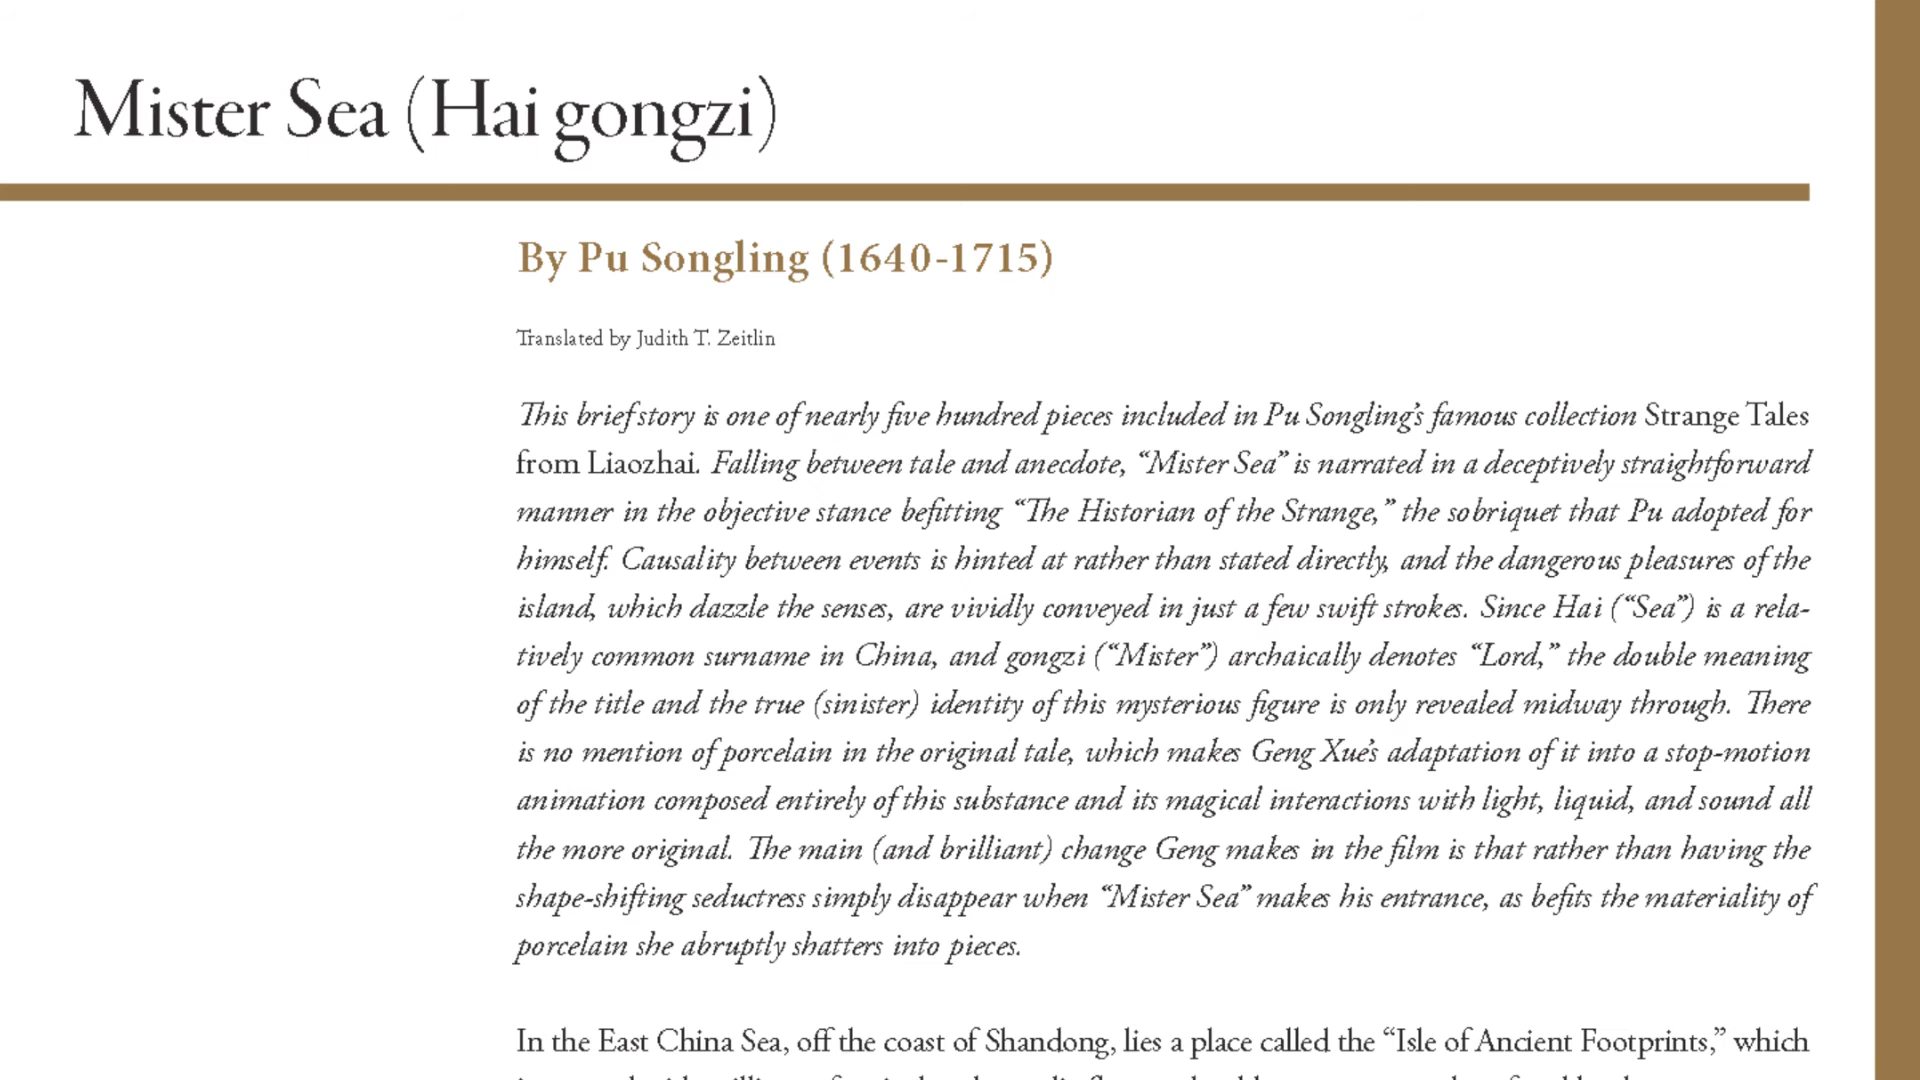 Mister Sea (Hai gongzi)
By Pu Songling (1640-1715)
Translated by Judith T. Zeitlin
This brief story is one of nearly five hundred pieces included in Pu Songling’s famous collection Strange Tales
from Liaozhai. Falling between tale and anecdote, “Mister Sea” is narrated in a deceptively straightforward
manner in the objective stance befitting “The Historian of the Strange,” the sobriquet that Pu adopted for
himself. Causality between events is hinted at rather than stated directly, and the dangerous pleasures of the
island, which dazzle the senses, are vividly conveyed in just a few swift strokes. Since Hai (“Sea”) is a rela-
tively common surname in China, and gongzi (“Mister”) archaically denotes “Lord,” the double meaning
of the title and the true (sinister) identity of this mysterious figure is only revealed midway through. There
is no mention of porcelain in the original tale, which makes Geng Xue’s adaptation of it into a stop-motion
animation composed entirely of this substance and its magical interactions with light, liquid, and sound all
the more original. The main (and brilliant) change Geng makes in the film is that rather than having the
shape-shifting seductress simply disappear when “Mister Sea” makes his entrance, as befits the materiality of
porcelain she abruptly shatters into pieces.
In the East China Sea, off the coast of Shandong, lies a place called the “Isle of Ancient Footprints,” which